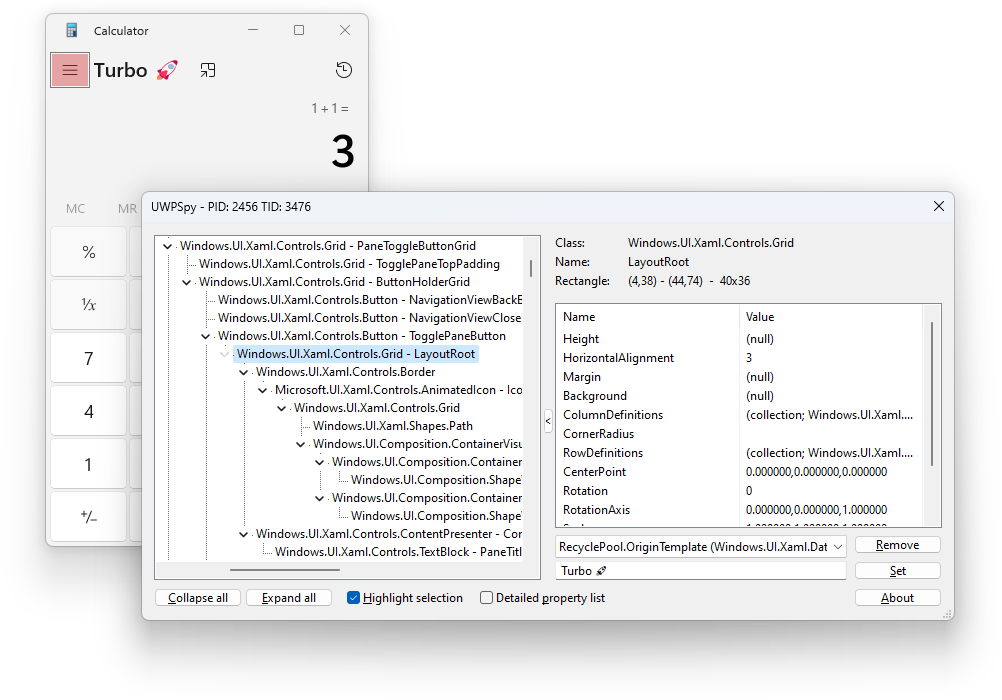 Calculator
Turbo 🚀
1 + 1 =
3
MC MR
%
¹/x
7
4
1
+/−
UWPSpy - PID: 2456 TID: 3476
Windows.UI.Xaml.Controls.Grid - PaneToggleButtonGrid
Windows.UI.Xaml.Controls.Grid - TogglePaneTopPadding
Windows.UI.Xaml.Controls.Grid - ButtonHolderGrid
Windows.UI.Xaml.Controls.Button - NavigationViewBackB
Windows.UI.Xaml.Controls.Button - NavigationViewClose
Windows.UI.Xaml.Controls.Button - TogglePaneButton
Windows.UI.Xaml.Controls.Grid - LayoutRoot
Windows.UI.Xaml.Controls.Border
Microsoft.UI.Xaml.Controls.AnimatedIcon - Ico
Windows.UI.Xaml.Controls.Grid
Windows.UI.Xaml.Shapes.Path
Windows.UI.Composition.ContainerVisu
Windows.UI.Composition.Container
Windows.UI.Composition.Shape
Windows.UI.Composition.Container
Windows.UI.Composition.Shape
Windows.UI.Xaml.Controls.ContentPresenter - Cor
Windows.UI.Xaml.Controls.TextBlock - PaneTitl
Collapse all
Expand all
Highlight selection
Detailed property list
Class: Windows.UI.Xaml.Controls.Grid
Name: LayoutRoot
Rectangle: (4,38) - (44,74) - 40x36
<
Name Value
Height (null)
HorizontalAlignment 3
Margin (null)
Background (null)
ColumnDefinitions (collection; Windows.UI.Xaml....
CornerRadius
RowDefinitions (collection; Windows.UI.Xaml....
CenterPoint 0.000000,0.000000,0.000000
Rotation 0
RotationAxis 0.000000,0.000000,1.000000
RecyclePool.OriginTemplate (Windows.UI.Xaml.Dat
Remove
Turbo 🚀
Set
About